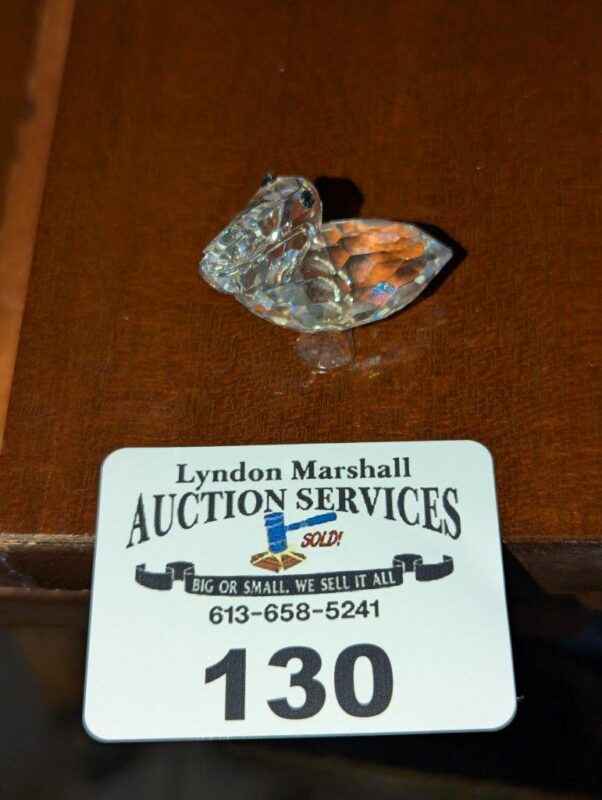 Lyndon Marshall
AUCTION SERVICES
SOLD!
BIG OR SMALL, WE SELL IT ALL
613-658-5241
130